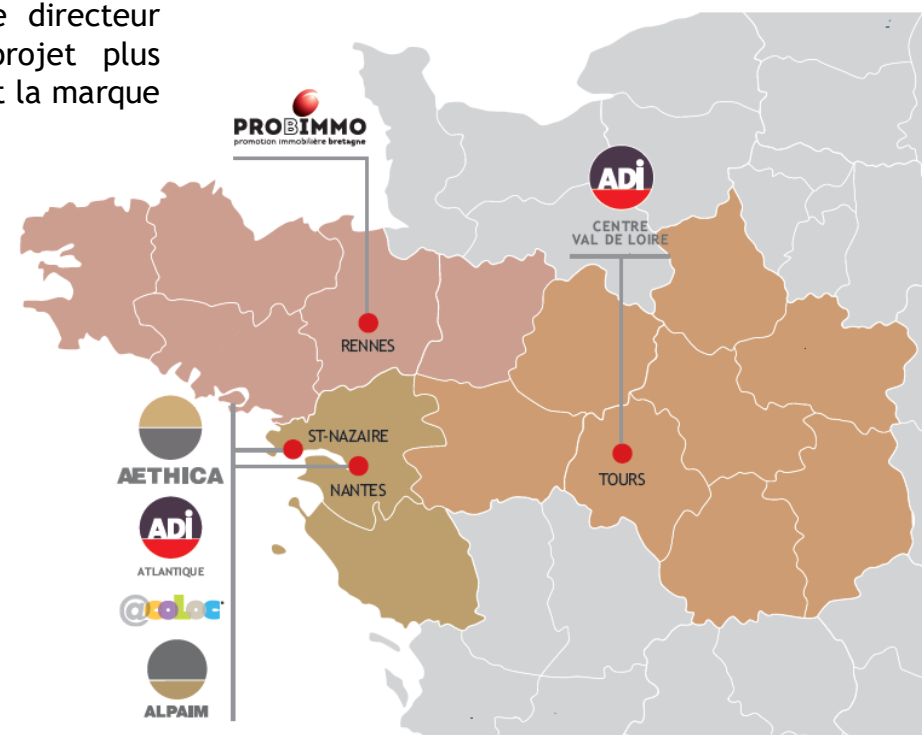 e directeur
projet plus
t la marque
PROBIMMO
promotion immobilière bretagne
ADI
CENTRE
VAL DE LOIRE
RENNES
ST-NAZAIRE
NANTES
TOURS
AETHICA
ADI
ATLANTIQUE
@coloc
ALPAIM